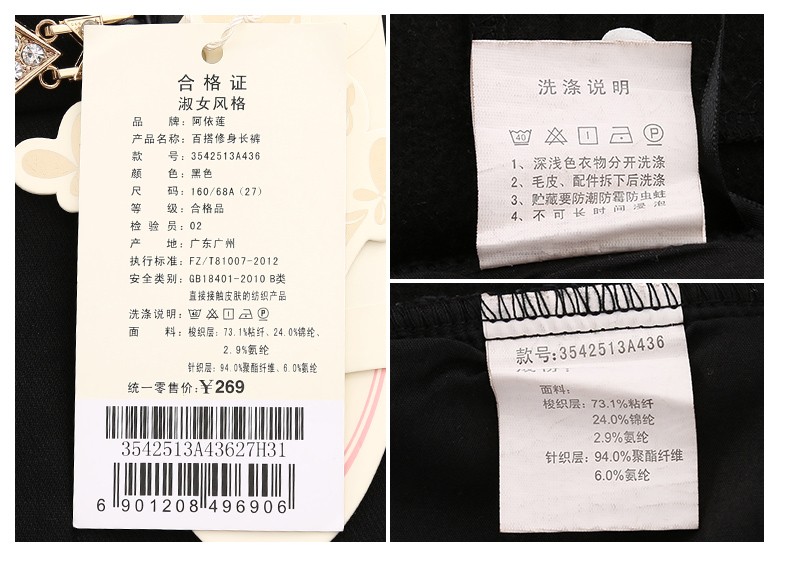 合格证
淑女风格
品 牌：阿依莲
产品名称：百搭修身长裤
款 号：3542513A436
颜 色：黑色
尺 码：160/68A（27）
等 级：合格品
检 验 员：02
产 地：广东广州
执行标准：FZ/T81007-2012
安全类别：GB18401-2010 B类
直接接触皮肤的纺织产品
洗涤说明：
面 料：梭织层：73.1%粘纤、24.0%锦纶、
2.9%氨纶
针织层：94.0%聚酯纤维、6.0%氨纶
统一零售价：￥269
3542513A43627H31
6 901208 496906
洗涤说明
40
P
1、深浅色衣物分开洗涤
2、毛皮、配件拆下后洗涤
3、贮藏要防潮防霉防虫蛀
4、不可长时间浸泡
款号：3542513A436
面料：
梭织层：73.1%粘纤
24.0%锦纶
2.9%氨纶
针织层：94.0%聚酯纤维
6.0%氨纶